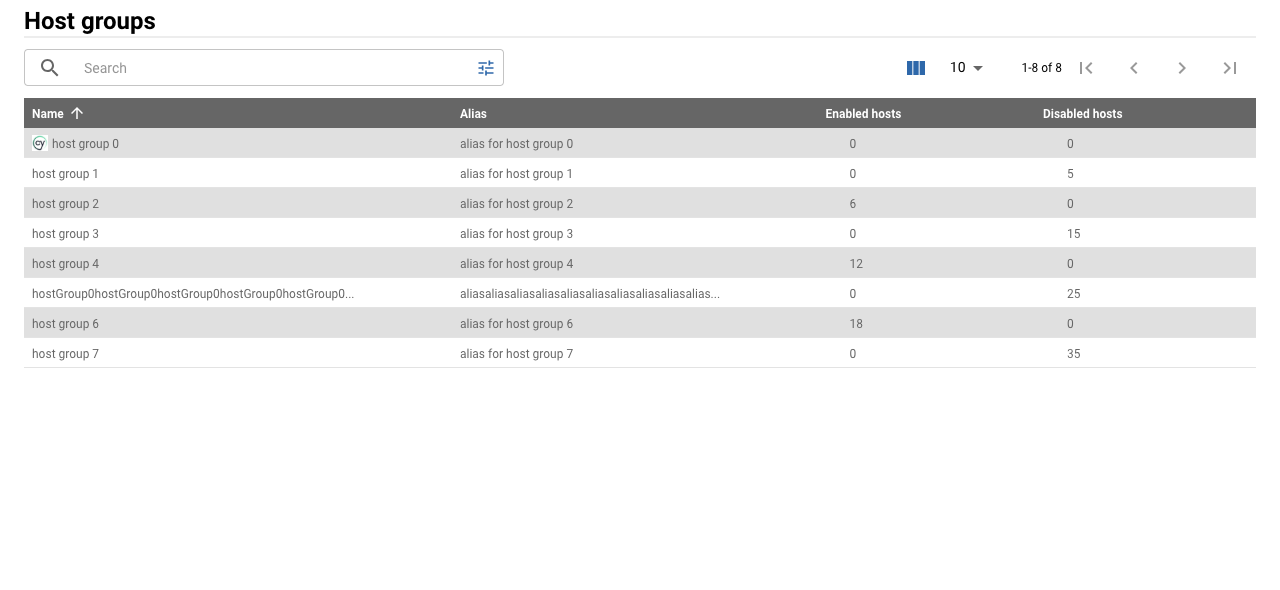 Host groups
Search
10 1-8 of 8
Name Alias Enabled hosts Disabled hosts
host group 0 alias for host group 0 0 0
host group 1 alias for host group 1 0 5
host group 2 alias for host group 2 6 0
host group 3 alias for host group 3 0 15
host group 4 alias for host group 4 12 0
hostGroup0hostGroup0hostGroup0hostGroup0hostGroup0... aliasaliasaliasaliasaliasaliasaliasaliasaliasalias... 0 25
host group 6 alias for host group 6 18 0
host group 7 alias for host group 7 0 35